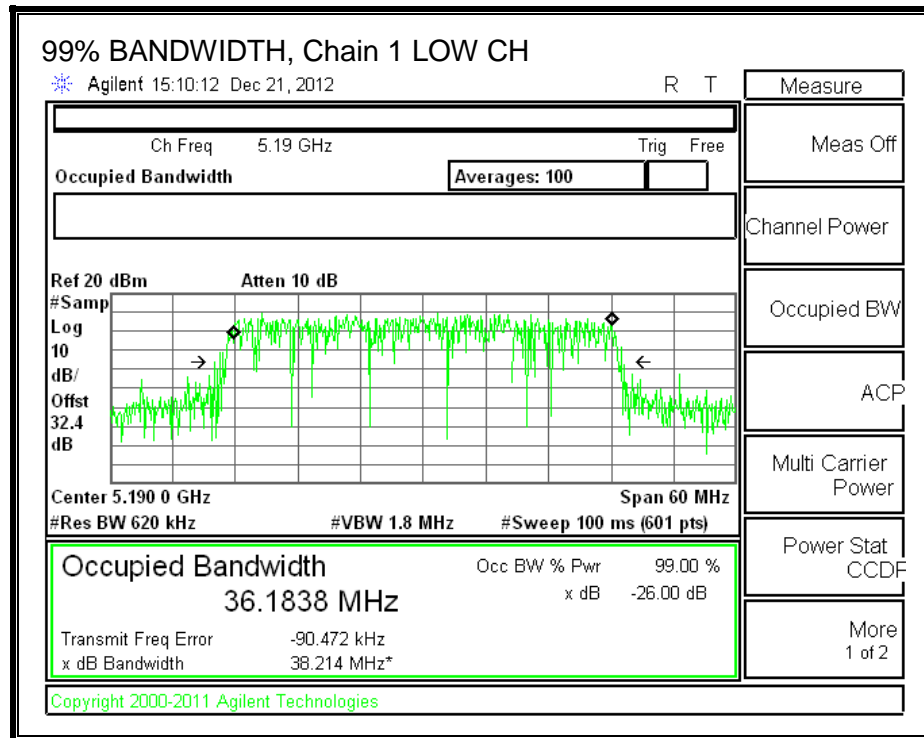 99% BANDWIDTH, Chain 1 LOW CH
Agilent 15:10:12 Dec 21, 2012
R T
Measure
Ch Freq 5.19 GHz
Trig Free
Meas Off
Occupied Bandwidth
Averages: 100
Channel Power
Ref 20 dBm
Atten 10 dB
#Samp
Log
10
dB/
Offst
32.4
dB
Occupied BW
ACP
Multi Carrier
Power
Center 5.190 0 GHz
Span 60 MHz
#Res BW 620 kHz
#VBW 1.8 MHz
#Sweep 100 ms (601 pts)
Power Stat
CCDF
Occupied Bandwidth
36.1838 MHz
Occ BW % Pwr 99.00 %
x dB -26.00 dB
Transmit Freq Error -90.472 kHz
x dB Bandwidth 38.214 MHz*
More
1 of 2
Copyright 2000-2011 Agilent Technologies